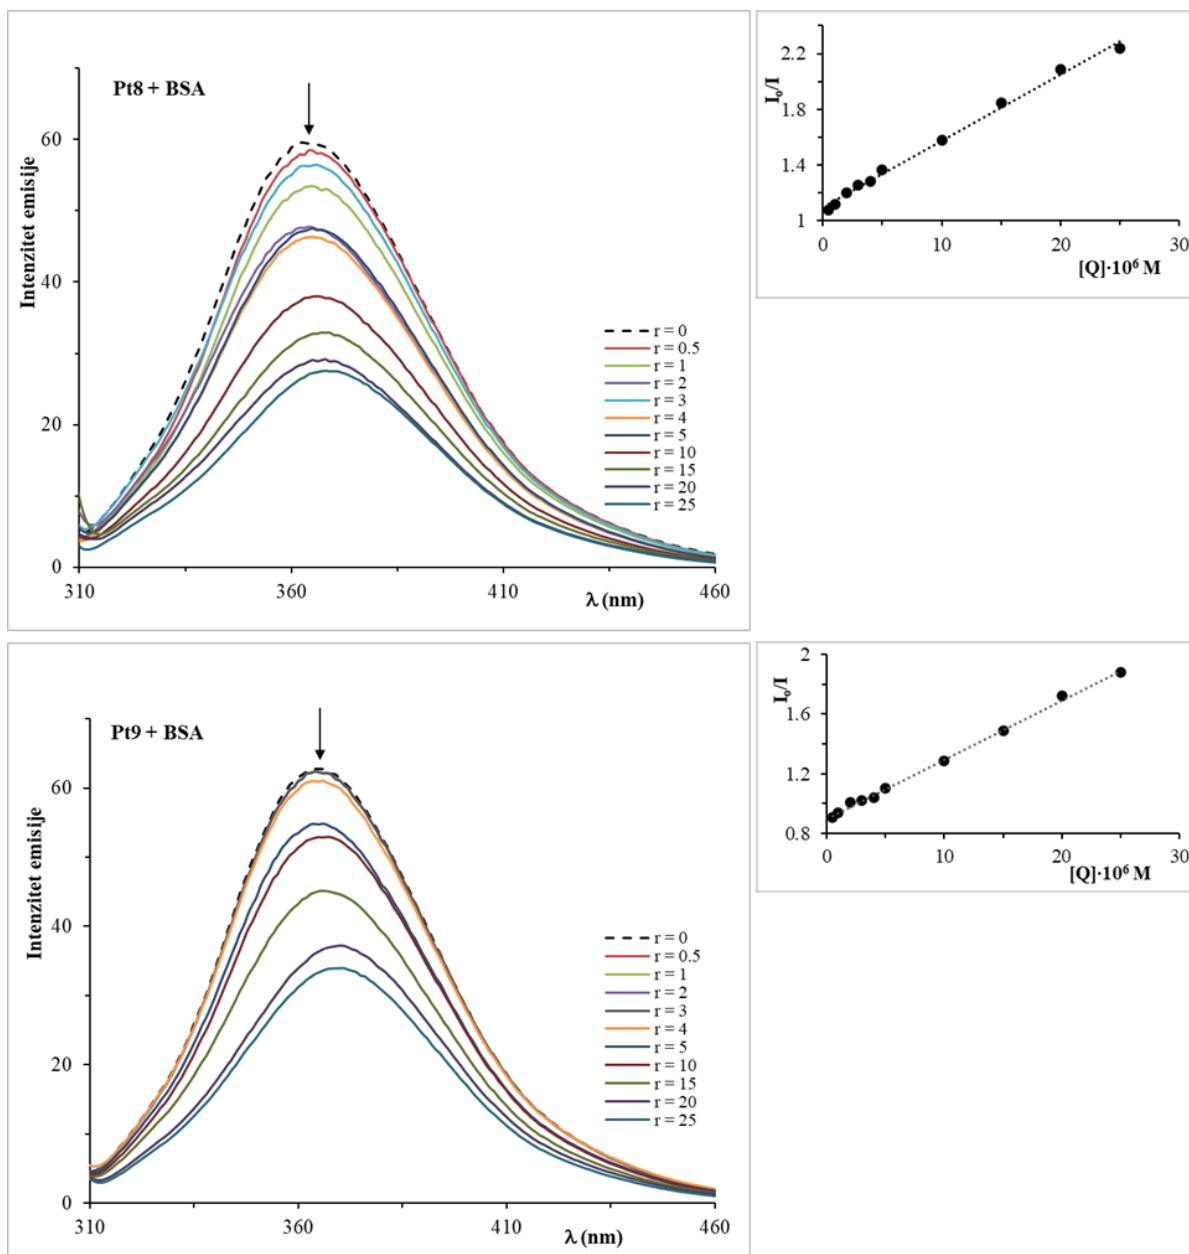 Pt8 + BSA
Intenzitet emisije
60
40
20
0
310
360
410
460
λ (nm)
r = 0
r = 0.5
r = 1
r = 2
r = 3
r = 4
r = 5
r = 10
r = 15
r = 20
r = 25
I₀/I
2.2
1.8
1.4
1
0
10
20
30
[Q]·10⁶ M
Pt9 + BSA
Intenzitet emisije
60
40
20
0
310
360
410
460
λ (nm)
r = 0
r = 0.5
r = 1
r = 2
r = 3
r = 4
r = 5
r = 10
r = 15
r = 20
r = 25
I₀/I
2
1.6
1.2
0.8
0
10
20
30
[Q]·10⁶ M